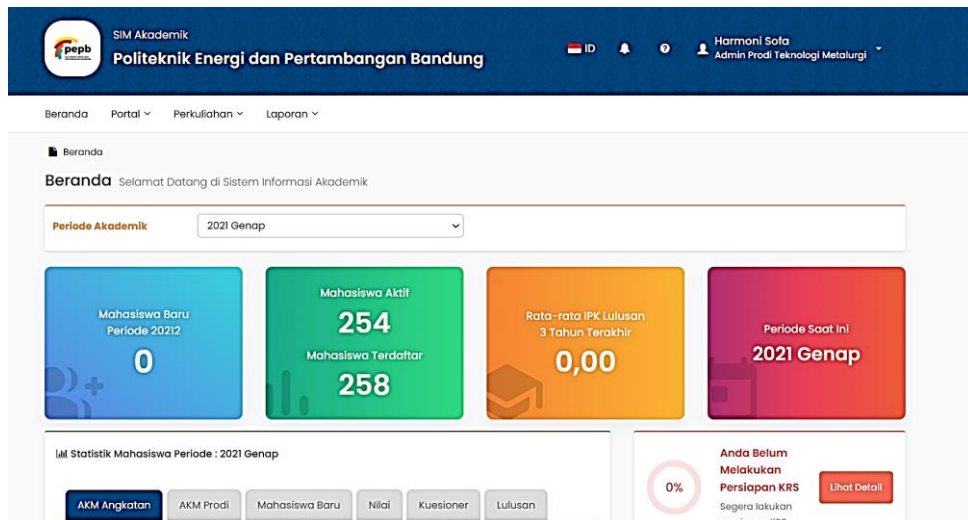 pepb
SIM Akademik
Politeknik Energi dan Pertambangan Bandung
ID
Harmoni Sofa
Admin Prodi Teknologi Metalurgi
Beranda Portal Perkuliahan Laporan
Beranda
Beranda Selamat Datang di Sistem Informasi Akademik
Periode Akademik 2021 Genap
Mahasiswa Baru
Periode 20212
0
Mahasiswa Aktif
254
Mahasiswa Terdaftar
258
Rata-rata IPK Lulusan
3 Tahun Terakhir
0,00
Periode Saat Ini
2021 Genap
Statistik Mahasiswa Periode : 2021 Genap
AKM Angkatan AKM Prodi Mahasiswa Baru Nilai Kuesioner Lulusan
0%
Anda Belum
Melakukan
Persiapan KRS
Segera lakukan
Lihat Detail